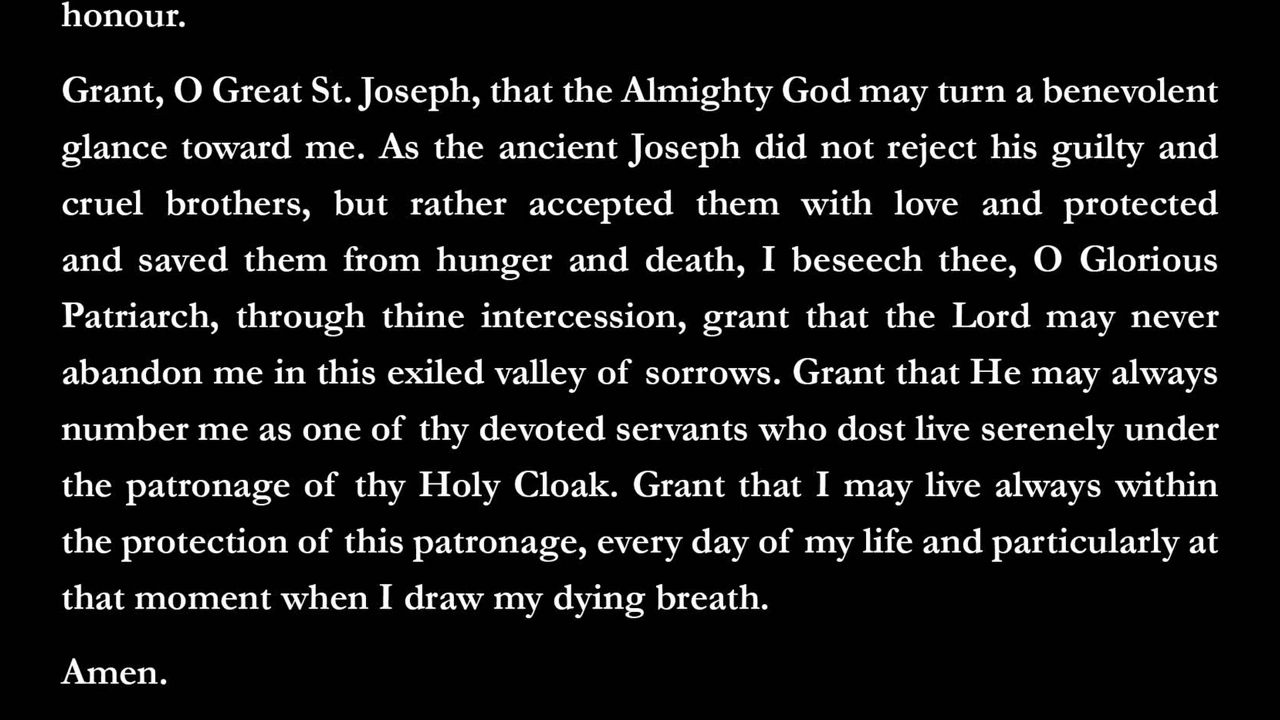 honour.
Grant, O Great St. Joseph, that the Almighty God may turn a benevolent
glance toward me. As the ancient Joseph did not reject his guilty and
cruel brothers, but rather accepted them with love and protected
and saved them from hunger and death, I beseech thee, O Glorious
Patriarch, through thine intercession, grant that the Lord may never
abandon me in this exiled valley of sorrows. Grant that He may always
number me as one of thy devoted servants who dost live serenely under
the patronage of thy Holy Cloak. Grant that I may live always within
the protection of this patronage, every day of my life and particularly at
that moment when I draw my dying breath.
Amen.